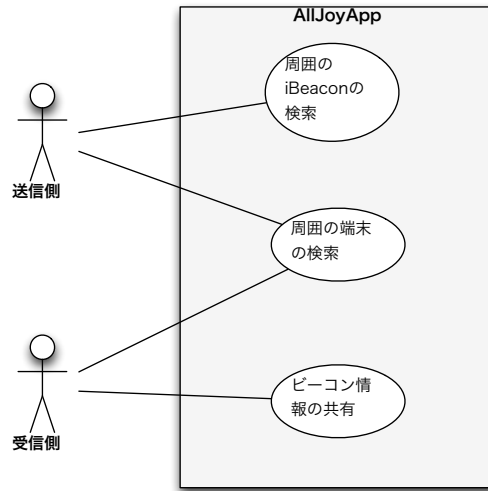 AllJoyApp
周囲の
iBeaconの
検索
送信側
周囲の端末
の検索
ビーコン情
報の共有
受信側